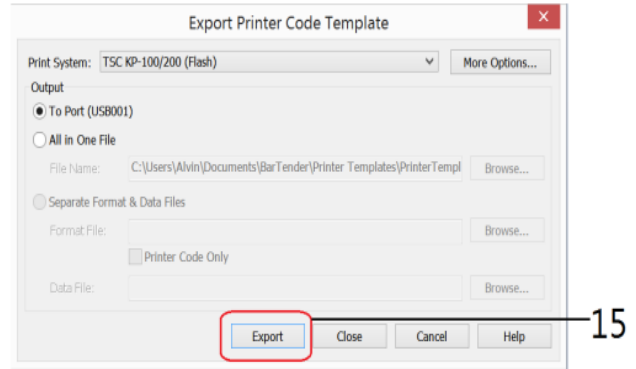 Export Printer Code Template
X
Print System: TSC KP-100/200 (Flash) More Options...
Output
To Port (USB001)
All in One File
File Name: C:\Users\Alvin\Documents\BarTender\Printer Templates\PrinterTempl Browse...
Separate Format & Data Files
Format File: Browse...
Printer Code Only
Data File: Browse...
Export Close Cancel Help
15